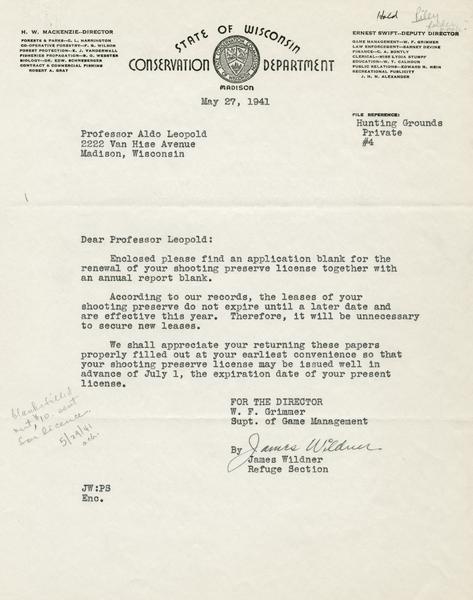 Hold Riley
H. W. MACKENZIE—DIRECTOR
FORESTS & PARKS—C. L. HARRINGTON
CO-OPERATIVE FORESTRY—F. B. WILSON
FOREST PROTECTION—E. J. VANDERWALL
FISHERIES PROPAGATION—B. O. WEBSTER
BIOLOGY—DR. EDW. SCHNEBERGER
CONTRACT & COMMERCIAL FISHING
ROBERT A. GRAY
STATE OF WISCONSIN
CONSERVATION DEPARTMENT
MADISON
ERNEST SWIFT—DEPUTY DIRECTOR
GAME MANAGEMENT—W. F. GRIMMER
LAW ENFORCEMENT—BARNEY DEVINE
FINANCE—C. A. BONTLY
CLERICAL—MISS LYDIA STUMPF
EDUCATION—W. T. CALHOUN
PUBLIC RELATIONS—EDWARD N. HEIN
RECREATIONAL PUBLICITY
J. H. H. ALEXANDER
May 27, 1941
FILE REFERENCE:
Hunting Grounds
Private
#4
Professor Aldo Leopold
2222 Van Hise Avenue
Madison, Wisconsin
Dear Professor Leopold:
Enclosed please find an application blank for the
renewal of your shooting preserve license together with
an annual report blank.
According to our records, the leases of your
shooting preserve do not expire until a later date and
are effective this year. Therefore, it will be unnecessary
to secure new leases.
We shall appreciate your returning these papers
properly filled out at your earliest convenience so that
your shooting preserve license may be issued well in
advance of July 1, the expiration date of your present
license.
FOR THE DIRECTOR
W. F. Grimmer
Supt. of Game Management
By James Wildner
James Wildner
Refuge Section
blanks filled
out, $10. sent
for licence
5/29/41
JW:PS
Enc.